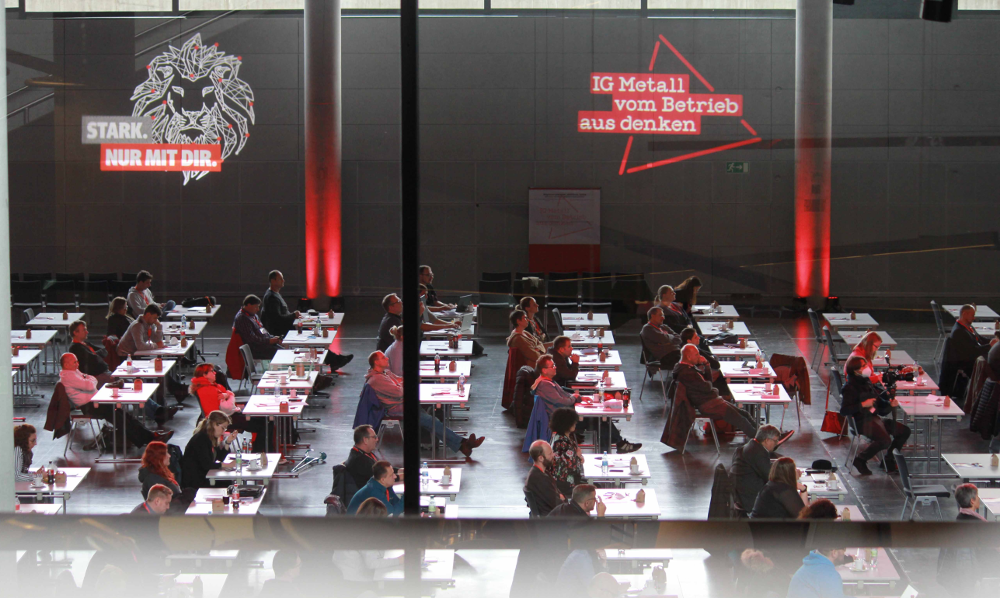 STARK.
NUR MIT DIR.
IG Metall
vom Betrieb
aus denken